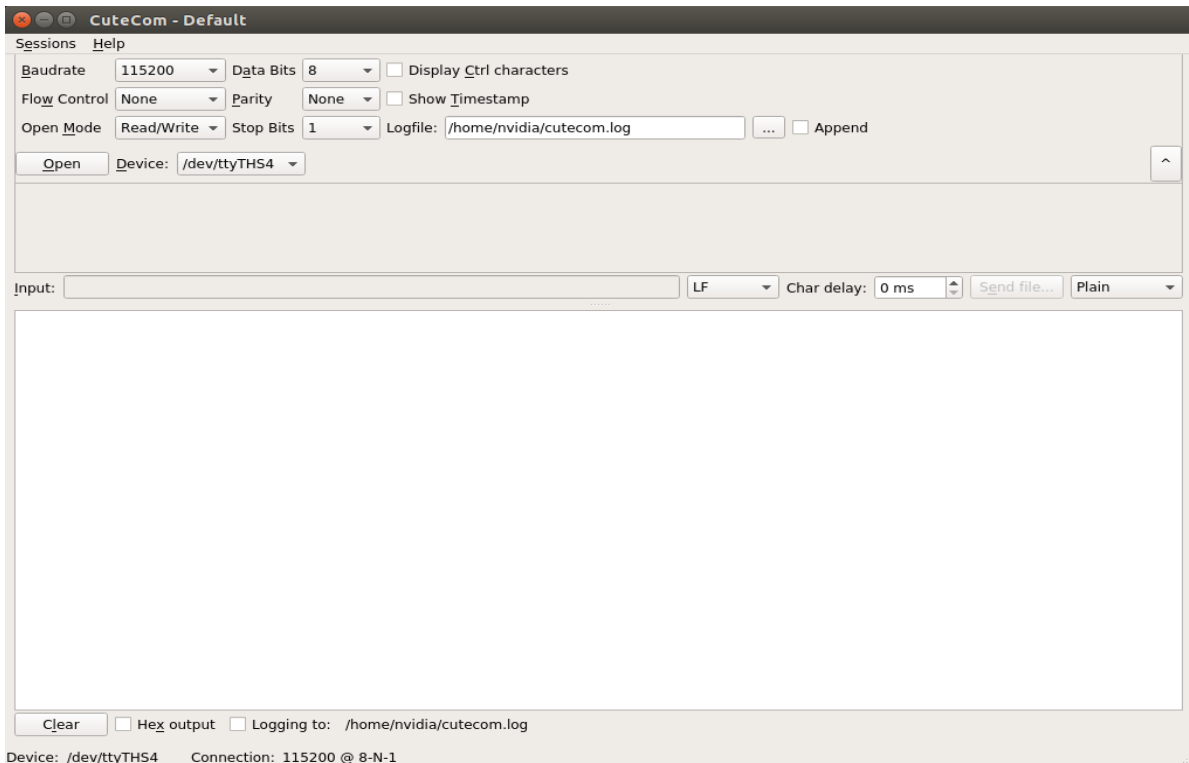 CuteCom - Default
Sessions Help
Baudrate 115200 Data Bits 8 Display Ctrl characters
Flow Control None Parity None Show Timestamp
Open Mode Read/Write Stop Bits 1 Logfile: /home/nvidia/cutecom.log ... Append
Open Device: /dev/ttyTHS4 ^
Input: LF Char delay: 0 ms Send file... Plain
Clear Hex output Logging to: /home/nvidia/cutecom.log
Device: /dev/ttyTHS4 Connection: 115200 @ 8-N-1